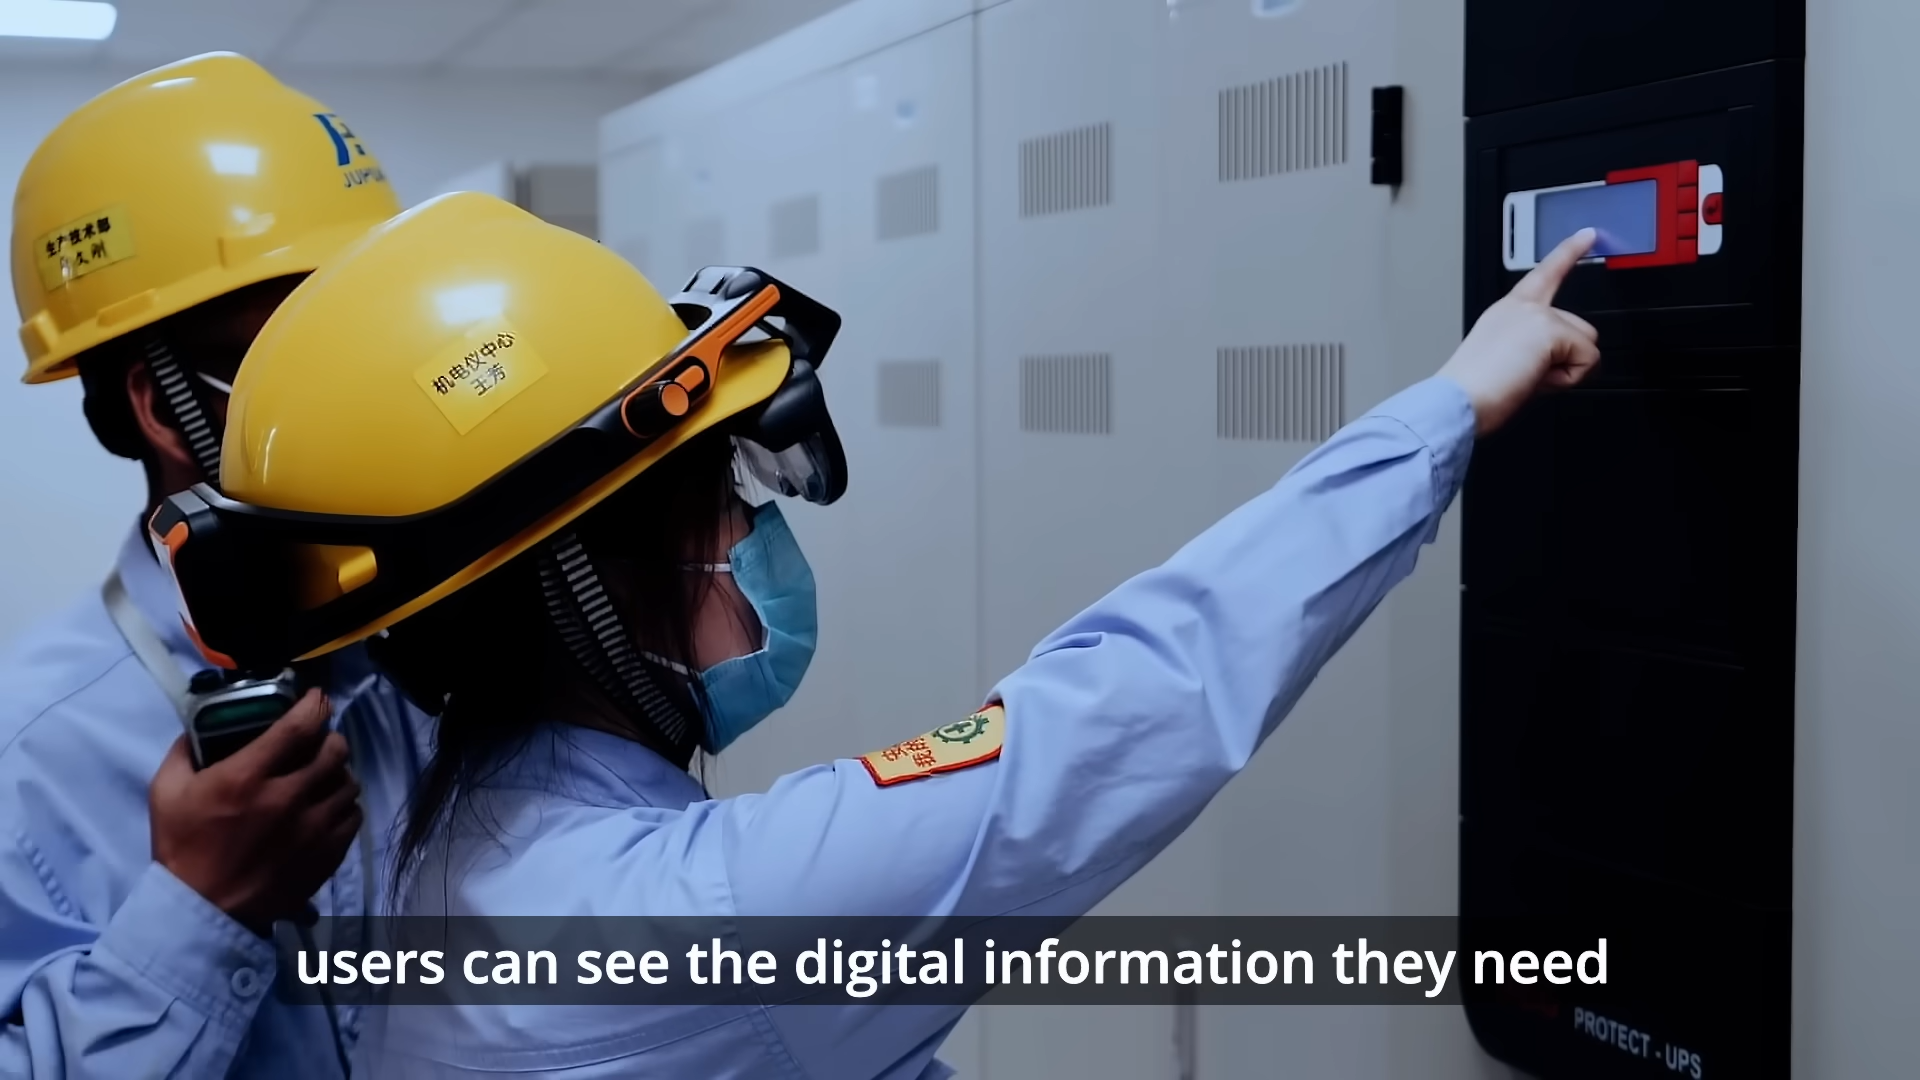 生产技术部
JUHUA
机电仪中心
王芳
users can see the digital information they need
PROTECT - UPS